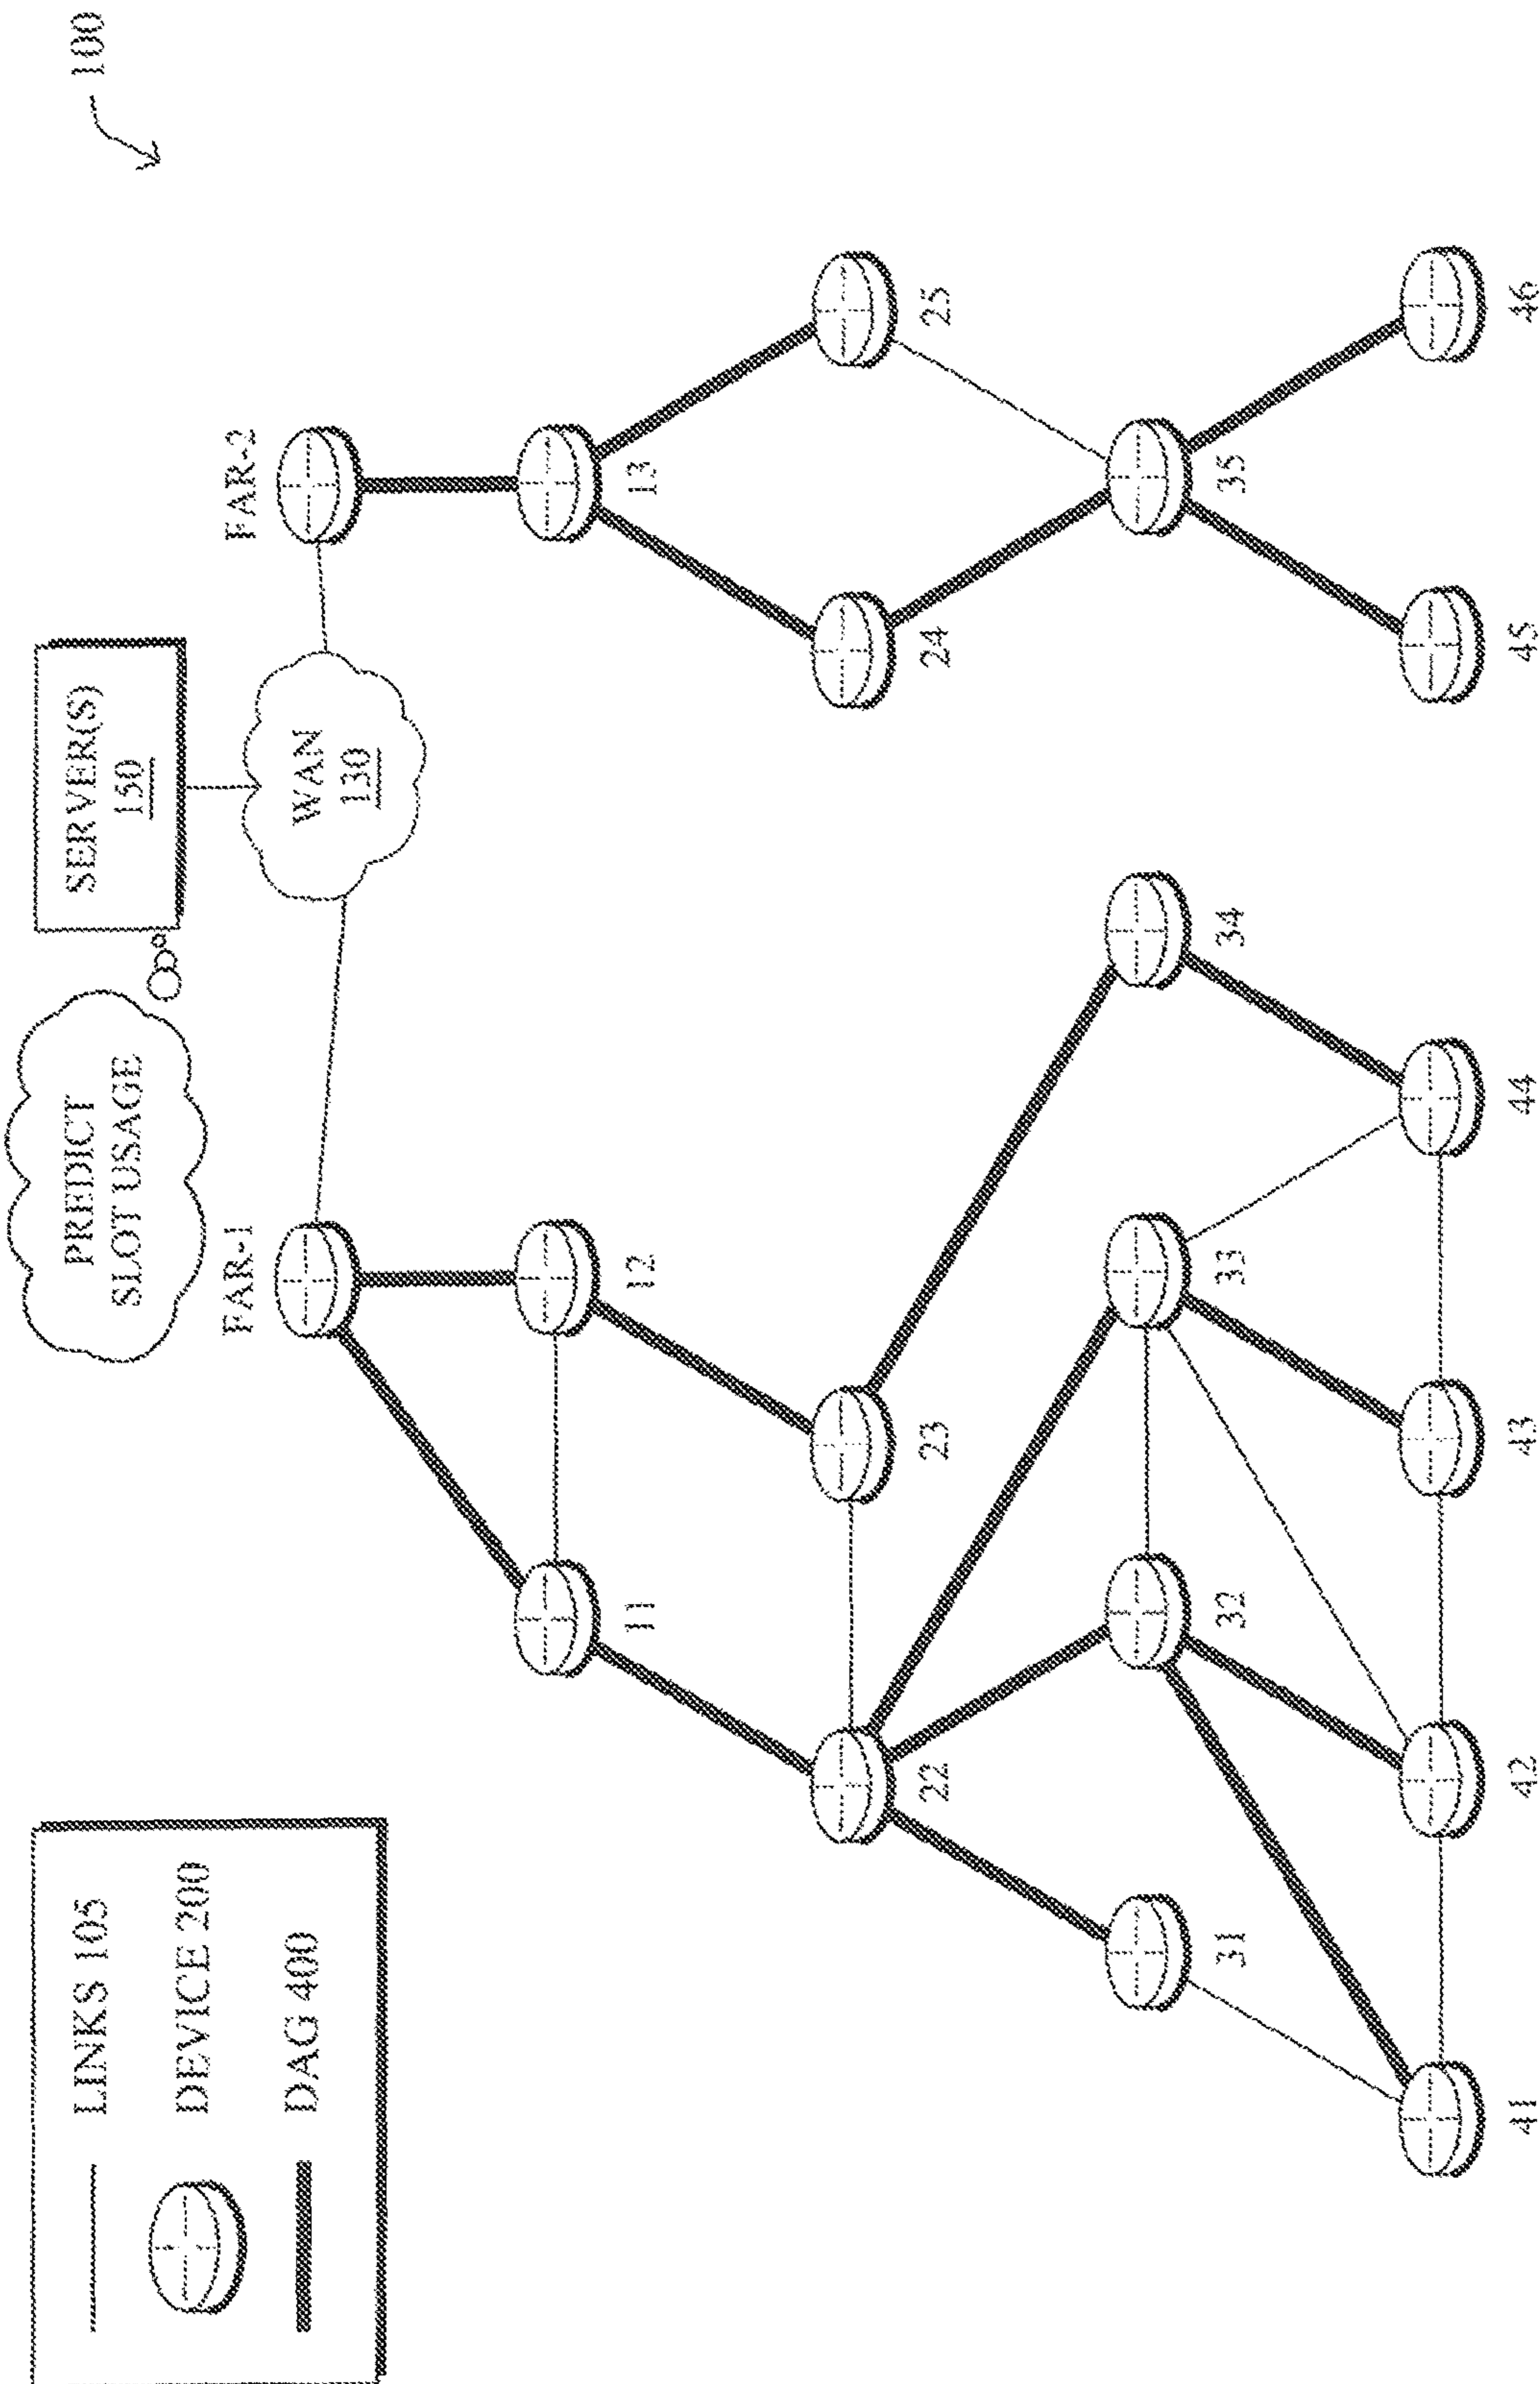 100
LINKS 105
DEVICE 200
DAG 400
PREDICT
SLOT USAGE
SERVER(S)
150
WAN
130
FAR-1
FAR-2
11
12
13
22
23
24
25
31
32
33
34
35
41
42
43
44
45
46